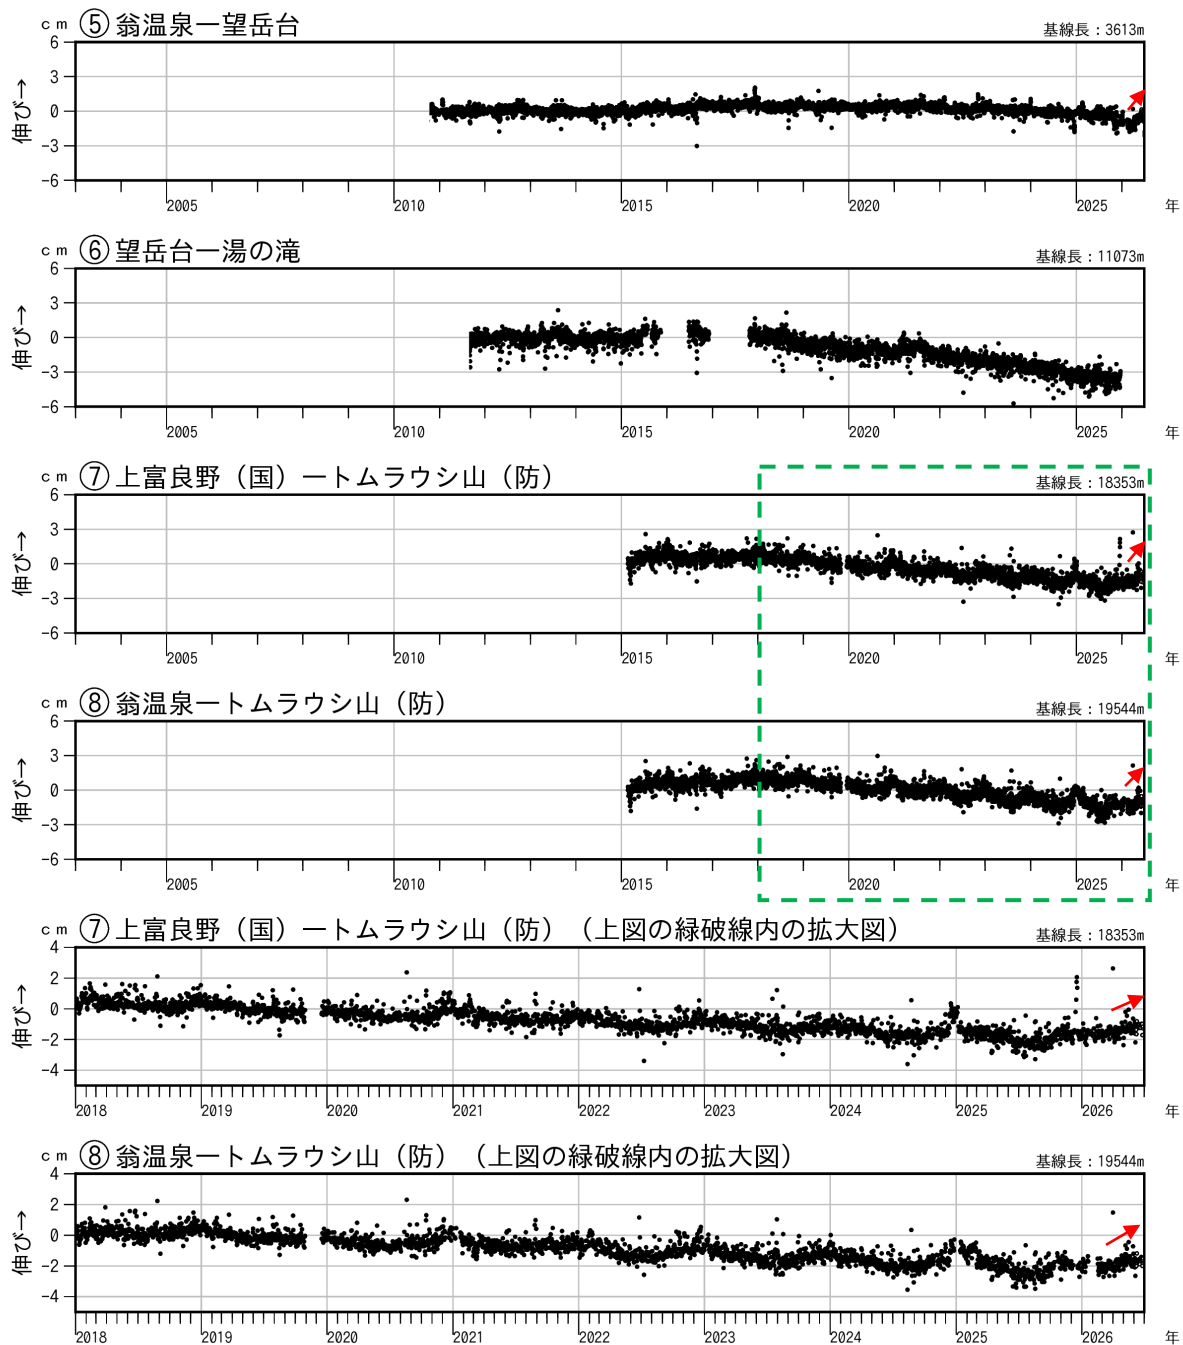 cm ⑤翁温泉ー望岳台 基線長:3613m
6
3
0
-3
-6
伸び→
2005 2010 2015 2020 2025 年
cm ⑥望岳台ー湯の滝 基線長:11073m
6
3
0
-3
-6
伸び→
2005 2010 2015 2020 2025 年
cm ⑦上富良野(国)ートムラウシ山(防) 基線長:18353m
6
3
0
-3
-6
伸び→
2005 2010 2015 2020 2025 年
cm ⑧翁温泉ートムラウシ山(防) 基線長:19544m
6
3
0
-3
-6
伸び→
2005 2010 2015 2020 2025 年
cm ⑦上富良野(国)ートムラウシ山(防)(上図の緑破線内の拡大図) 基線長:18353m
4
2
0
-2
-4
伸び→
2018 2019 2020 2021 2022 2023 2024 2025 2026 年
cm ⑧翁温泉ートムラウシ山(防)(上図の緑破線内の拡大図) 基線長:19544m
4
2
0
-2
-4
伸び→
2018 2019 2020 2021 2022 2023 2024 2025 2026 年